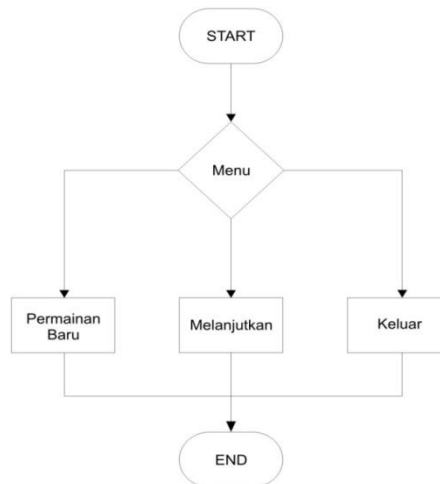 START
Menu
Permainan
Baru
Melanjutkan
Keluar
END